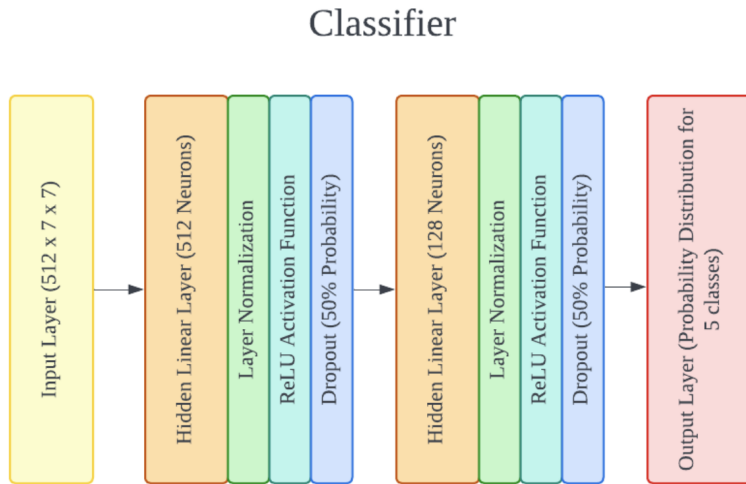 Classifier
Input Layer (512 x 7 x 7)
Hidden Linear Layer (512 Neurons)
Layer Normalization
ReLU Activation Function
Dropout (50% Probability)
Hidden Linear Layer (128 Neurons)
Layer Normalization
ReLU Activation Function
Dropout (50% Probability)
Output Layer (Probability Distribution for
5 classes)